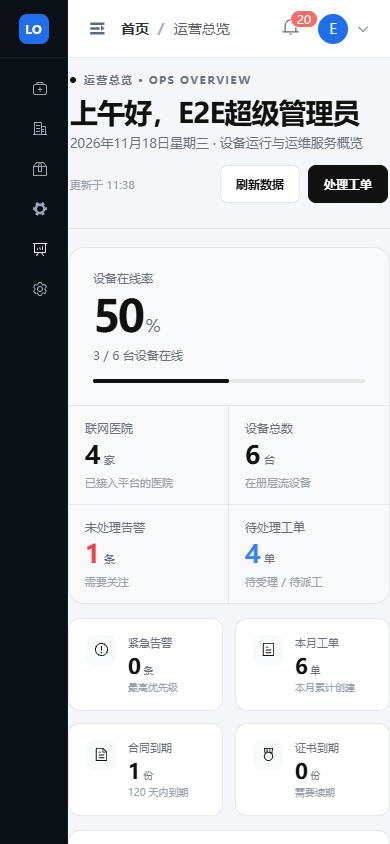 LO
首页 / 运营总览
20
E
运营总览 • OPS OVERVIEW
上午好，E2E超级管理员
2026年11月18日星期三 · 设备运行与运维服务概览
更新于 11:38
刷新数据
处理工单
设备在线率
50%
3 / 6 台设备在线
联网医院
4 家
已接入平台的医院
设备总数
6 台
在册层流设备
未处理告警
1 条
需要关注
待处理工单
4 单
待受理 / 待派工
紧急告警
0 条
最高优先级
本月工单
6 单
本月累计创建
合同到期
1 份
120 天内到期
证书到期
0 份
需要续期